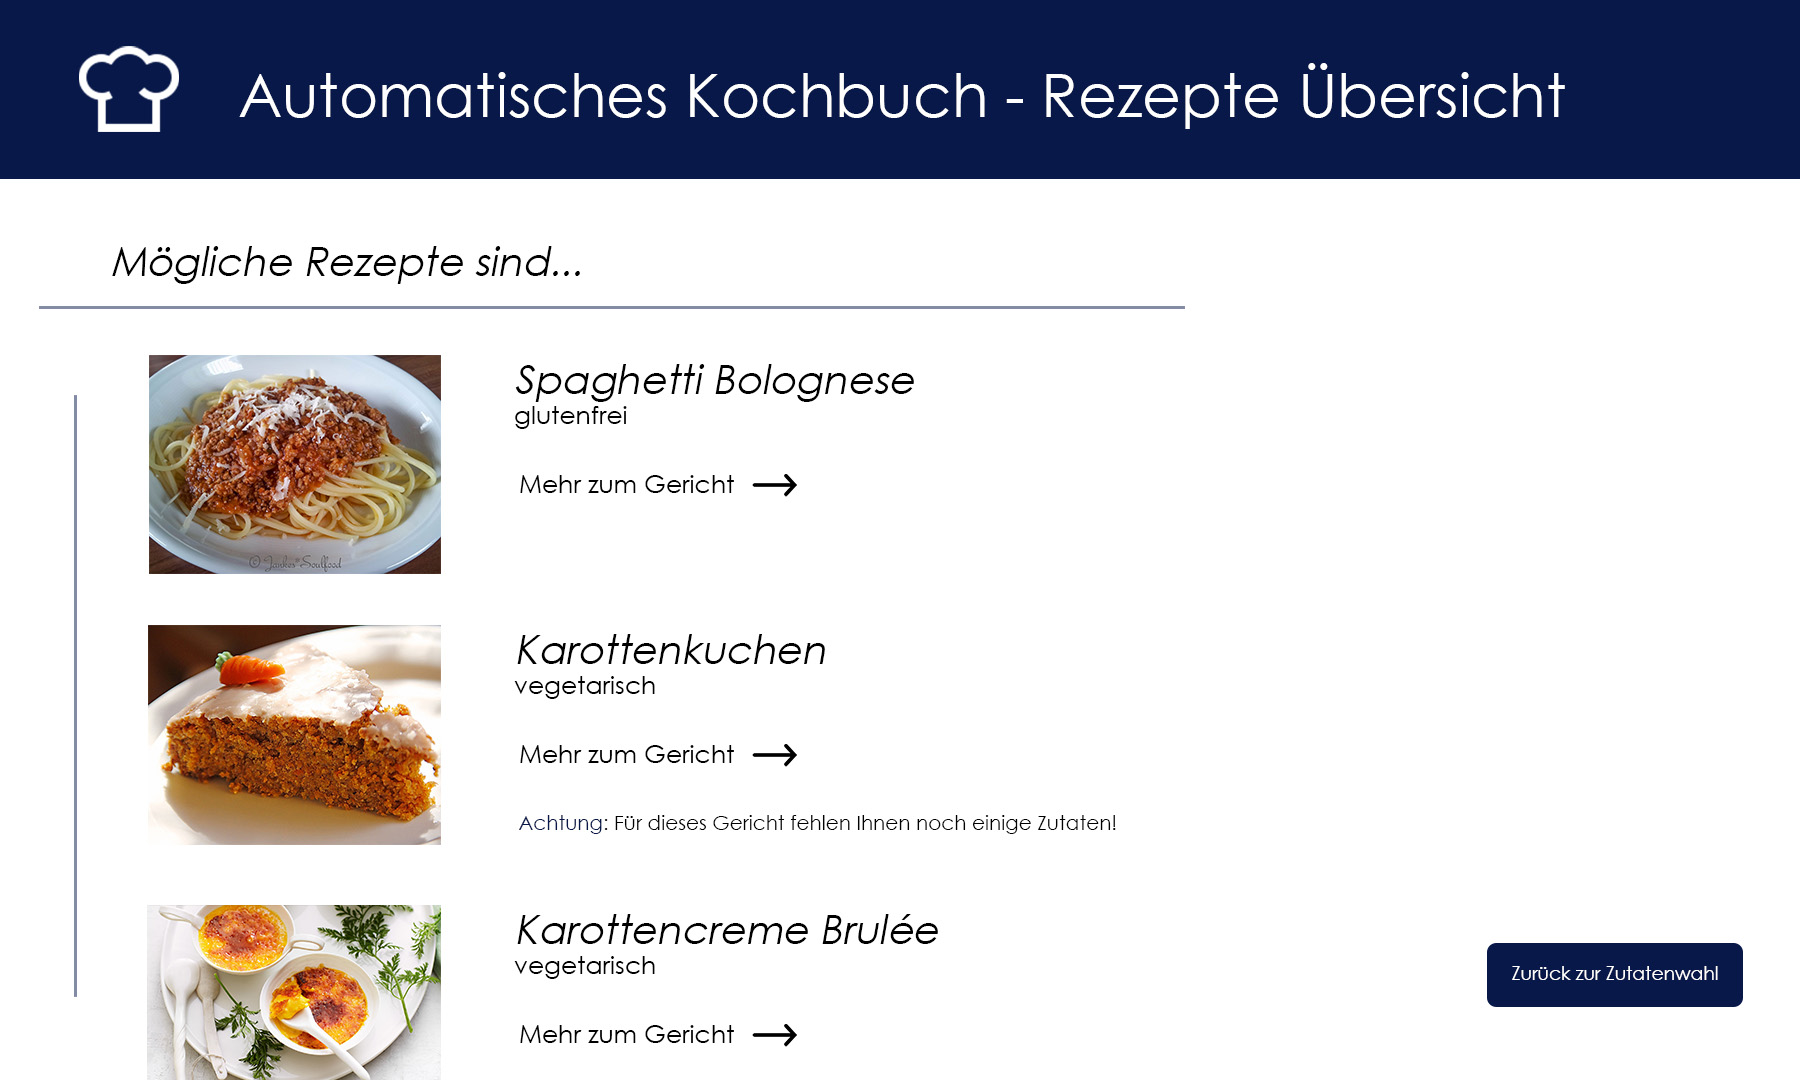 Automatisches Kochbuch - Rezepte Übersicht
Mögliche Rezepte sind...
Spaghetti Bolognese
glutenfrei
Mehr zum Gericht
© Jankes*Soulfood
Karottenkuchen
vegetarisch
Mehr zum Gericht
Achtung: Für dieses Gericht fehlen Ihnen noch einige Zutaten!
Karottencreme Brulée
vegetarisch
Mehr zum Gericht
Zurück zur Zutatenwahl